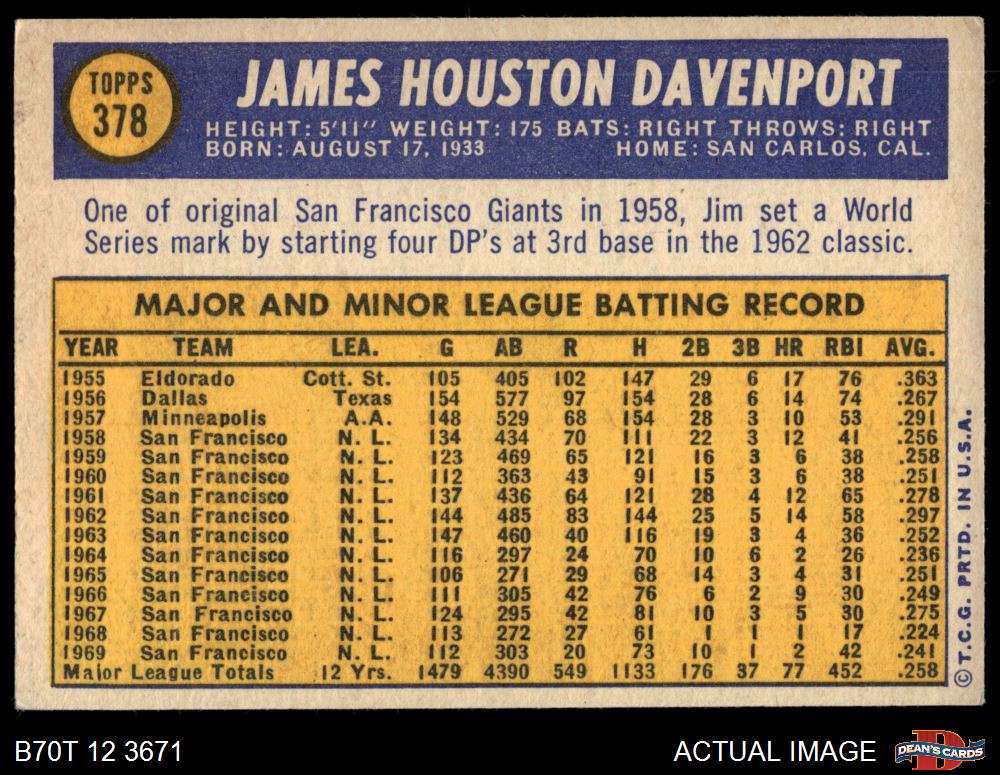 TOPPS
378
JAMES HOUSTON DAVENPORT
HEIGHT: 5'11" WEIGHT: 175 BATS: RIGHT THROWS: RIGHT
BORN: AUGUST 17, 1933 HOME: SAN CARLOS, CAL.
One of original San Francisco Giants in 1958, Jim set a World
Series mark by starting four DP's at 3rd base in the 1962 classic.
MAJOR AND MINOR LEAGUE BATTING RECORD
YEAR TEAM LEA. G AB R H 2B 3B HR RBI AVG.
1955 Eldorado Cott. St. 105 405 102 147 29 6 17 76 .363
1956 Dallas Texas 154 577 97 154 28 6 14 74 .267
1957 Minneapolis A.A. 148 529 68 154 28 3 10 53 .291
1958 San Francisco N. L. 134 434 70 111 22 3 12 41 .256
1959 San Francisco N. L. 123 469 65 121 16 3 6 38 .258
1960 San Francisco N. L. 112 363 43 91 15 3 6 38 .251
1961 San Francisco N. L. 137 436 64 121 28 4 12 65 .278
1962 San Francisco N. L. 144 485 83 144 25 5 14 58 .297
1963 San Francisco N. L. 147 460 40 116 19 3 4 36 .252
1964 San Francisco N. L. 116 297 24 70 10 6 2 26 .236
1965 San Francisco N. L. 106 271 29 68 14 3 4 31 .251
1966 San Francisco N. L. 111 305 42 76 6 2 9 30 .249
1967 San Francisco N. L. 124 295 42 81 10 3 5 30 .275
1968 San Francisco N. L. 113 272 27 61 1 1 1 17 .224
1969 San Francisco N. L. 112 303 20 73 10 1 2 42 .241
Major League Totals 12 Yrs. 1479 4390 549 1133 176 37 77 452 .258
© T.C.G. PRTD. IN U.S.A.
B70T 12 3671 ACTUAL IMAGE
D
DEAN'S CARDS